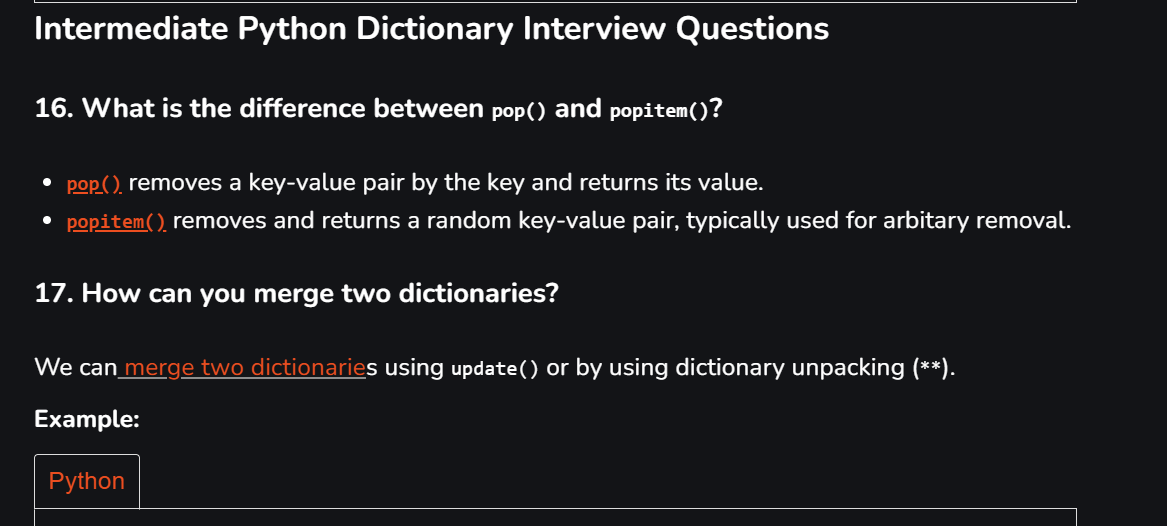 Intermediate Python Dictionary Interview Questions
16. What is the difference between pop() and popitem()?
• pop() removes a key-value pair by the key and returns its value.
• popitem() removes and returns a random key-value pair, typically used for arbitary removal.
17. How can you merge two dictionaries?
We can merge two dictionaries using update() or by using dictionary unpacking (**).
Example:
Python